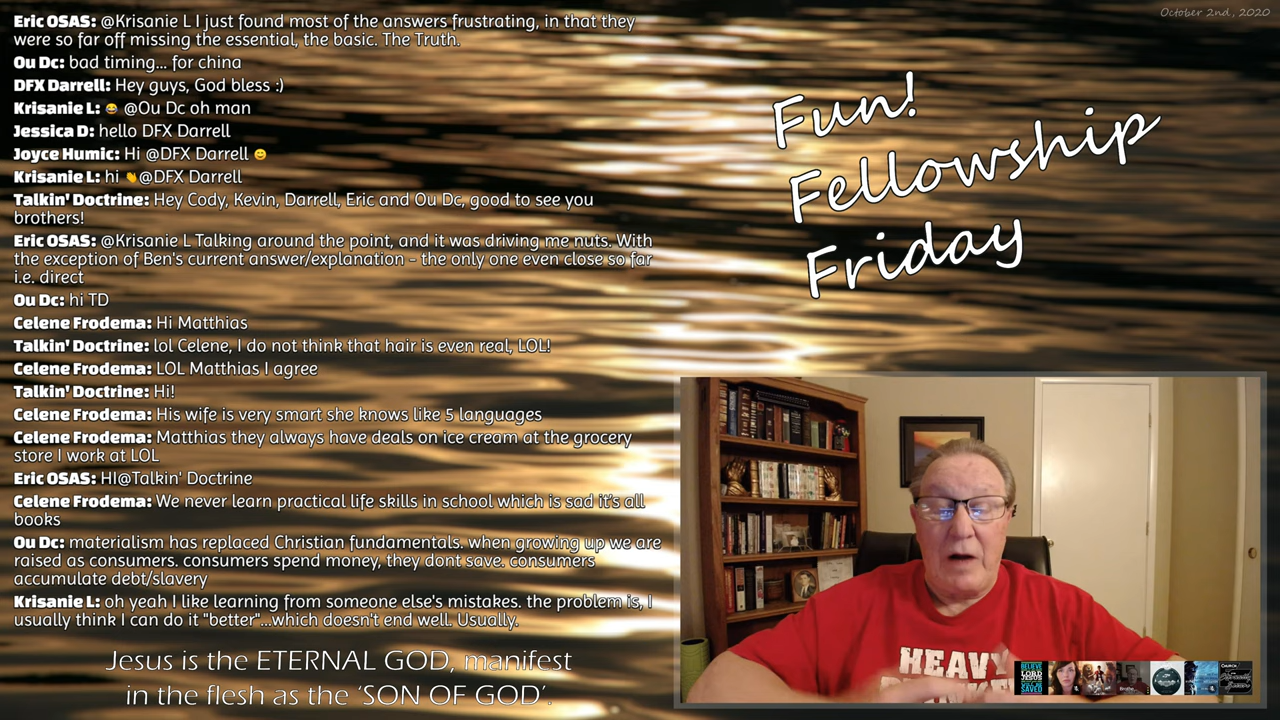 October 2nd, 2020
Eric OSAS: @Krisanie L I just found most of the answers frustrating, in that they
were so far off missing the essential, the basic. The Truth.
Ou Dc: bad timing... for china
DFX Darrell: Hey guys, God bless :)
Krisanie L: 😂 @Ou Dc oh man
Jessica D: hello DFX Darrell
Joyce Humic: Hi @DFX Darrell 😊
Krisanie L: hi 👋@DFX Darrell
Talkin' Doctrine: Hey Cody, Kevin, Darrell, Eric and Ou Dc, good to see you
brothers!
Eric OSAS: @Krisanie L Talking around the point, and it was driving me nuts. With
the exception of Ben's current answer/explanation - the only one even close so far
i.e. direct
Ou Dc: hi TD
Celene Frodema: Hi Matthias
Talkin' Doctrine: lol Celene, I do not think that hair is even real, LOL!
Celene Frodema: LOL Matthias I agree
Talkin' Doctrine: Hi!
Celene Frodema: His wife is very smart she knows like 5 languages
Celene Frodema: Matthias they always have deals on ice cream at the grocery
store I work at LOL
Eric OSAS: HI@Talkin' Doctrine
Celene Frodema: We never learn practical life skills in school which is sad it's all
books
Ou Dc: materialism has replaced Christian fundamentals. when growing up we are
raised as consumers. consumers spend money, they dont save. consumers
accumulate debt/slavery
Krisanie L: oh yeah I like learning from someone else's mistakes. the problem is, I
usually think I can do it "better"...which doesn't end well. Usually.
Jesus is the ETERNAL GOD, manifest
in the flesh as the 'SON OF GOD'.
Fun!
Fellowship
Friday
HEAVY
BELIEVE
LORD
JESUS
SAVED
CHURCH